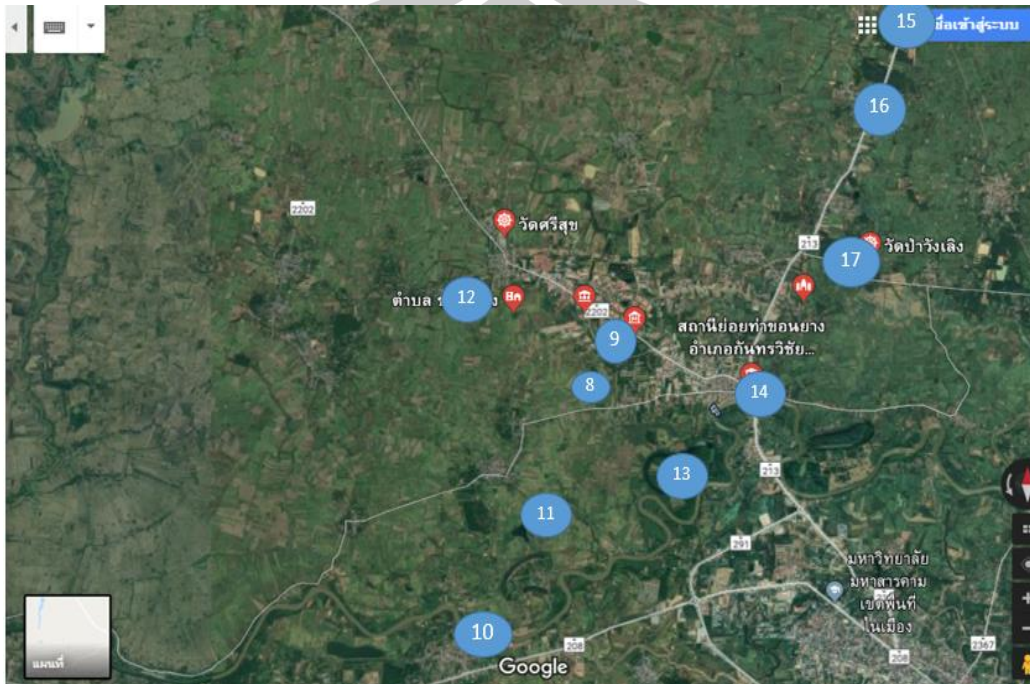 15
ชื่อเข้าสู่ระบบ
16
2202
วัดศรีสุข
213
วัดป่าวังเลิง
17
ตำบล
12
2202
สถานีย่อยท่าขอนยาง
อำเภอกันทรวิชัย...
9
8
14
13
213
11
291
มหาวิทยาลัย
มหาสารคาม
เขตพื้นที่
ในเมือง
10
208
208
2367
แผนที่
Google